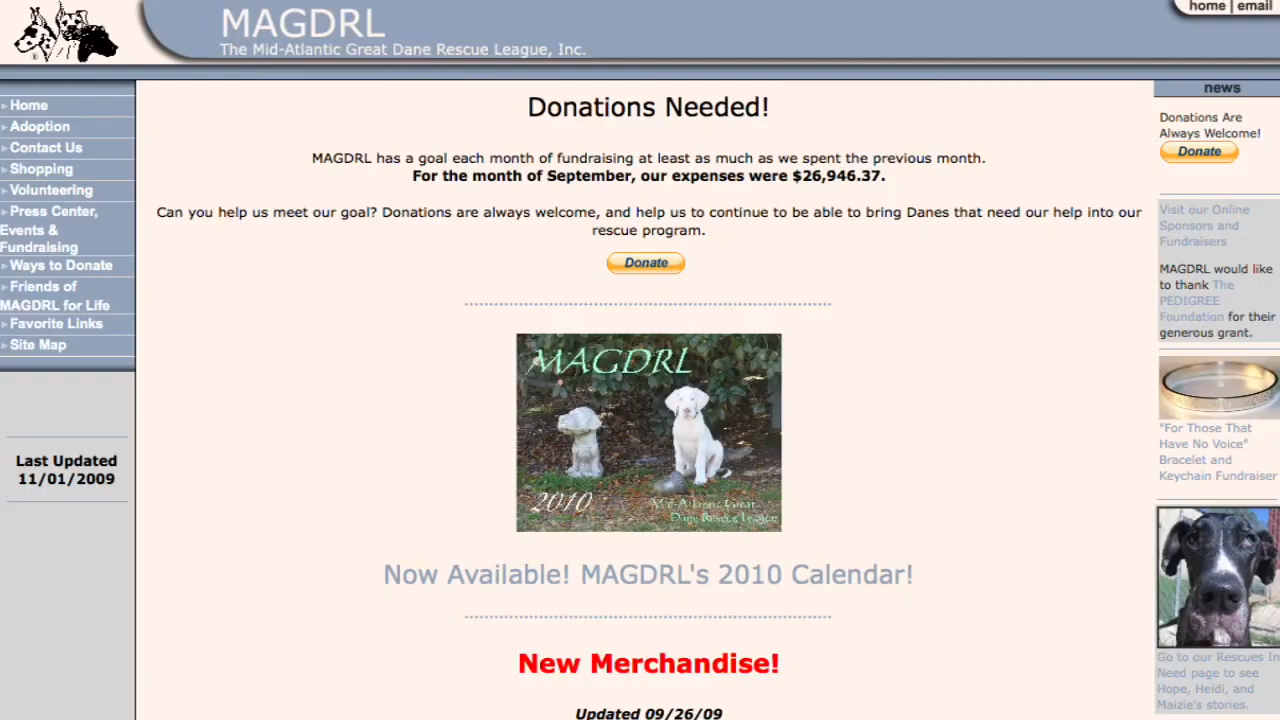 MAGDRL
The Mid-Atlantic Great Dane Rescue League, Inc.
home | email
Home
Adoption
Contact Us
Shopping
Volunteering
Press Center,
Events &
Fundraising
Ways to Donate
Friends of
MAGDRL for Life
Favorite Links
Site Map
Last Updated
11/01/2009
Donations Needed!
MAGDRL has a goal each month of fundraising at least as much as we spent the previous month.
For the month of September, our expenses were $26,946.37.
Can you help us meet our goal? Donations are always welcome, and help us to continue to be able to bring Danes that need our help into our
rescue program.
Donate
MAGDRL
2010
Mid-Atlantic Great
Dane Rescue League
Now Available! MAGDRL's 2010 Calendar!
New Merchandise!
Updated 09/26/09
news
Donations Are
Always Welcome!
Donate
Visit our Online
Sponsors and
Fundraisers
MAGDRL would like
to thank The
PEDIGREE
Foundation for their
generous grant.
"For Those That
Have No Voice"
Bracelet and
Keychain Fundraiser
Go to our Rescues In
Need page to see
Hope, Heidi, and
Maizie's stories.